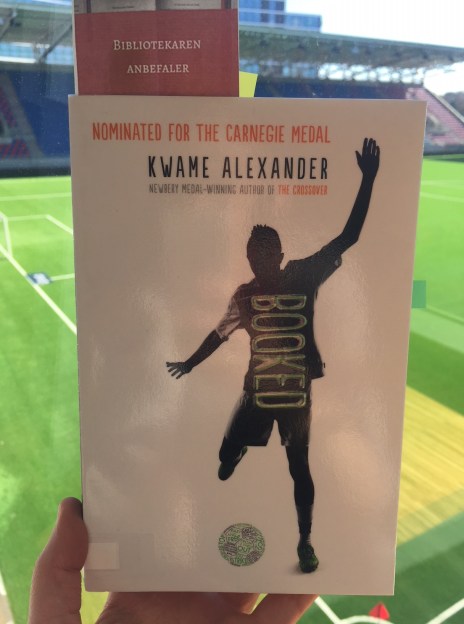 BIBLIOTEKAREN
ANBEFALER
NOMINATED FOR THE CARNEGIE MEDAL
KWAME ALEXANDER
NEWBERY MEDAL-WINNING AUTHOR OF THE CROSSOVER
BOOKED